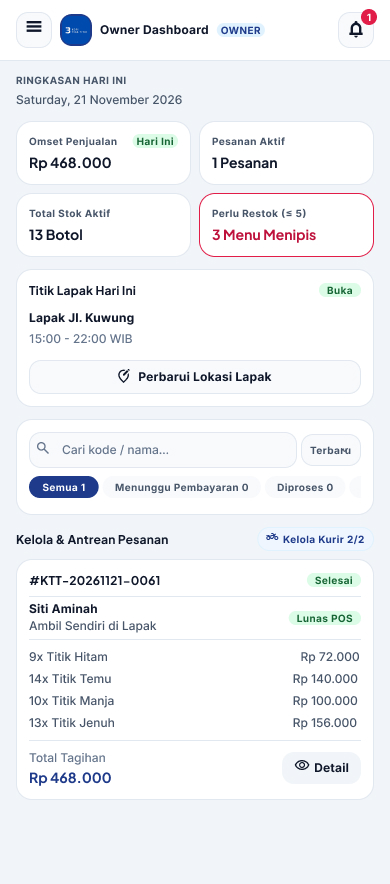 Owner Dashboard OWNER
1
RINGKASAN HARI INI
Saturday, 21 November 2026
Omset Penjualan Hari Ini
Rp 468.000
Pesanan Aktif
1 Pesanan
Total Stok Aktif
13 Botol
Perlu Restok (≤ 5)
3 Menu Menipis
Titik Lapak Hari Ini Buka
Lapak Jl. Kuwung
15:00 - 22:00 WIB
Perbarui Lokasi Lapak
Cari kode / nama... Terbaru
Semua 1 Menunggu Pembayaran 0 Diproses 0
Kelola & Antrean Pesanan Kelola Kurir 2/2
#KTT-20261121-0061 Selesai
Siti Aminah
Ambil Sendiri di Lapak Lunas POS
9x Titik Hitam Rp 72.000
14x Titik Temu Rp 140.000
10x Titik Manja Rp 100.000
13x Titik Jenuh Rp 156.000
Total Tagihan
Rp 468.000 Detail